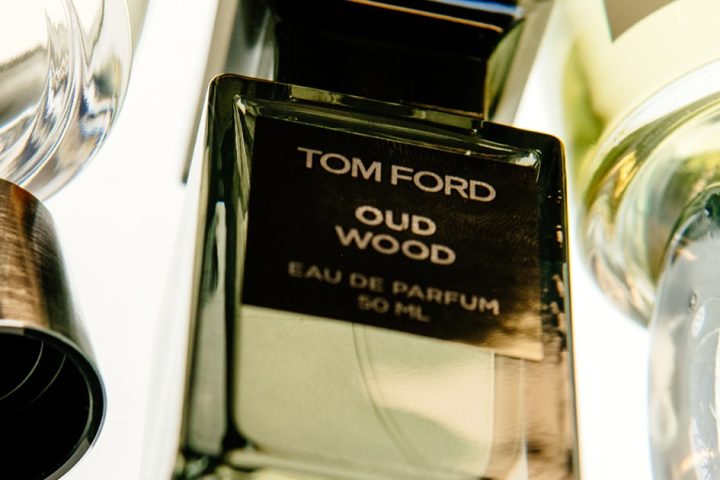 TOM FORD
OUD
WOOD
EAU DE PARFUM
50 ML